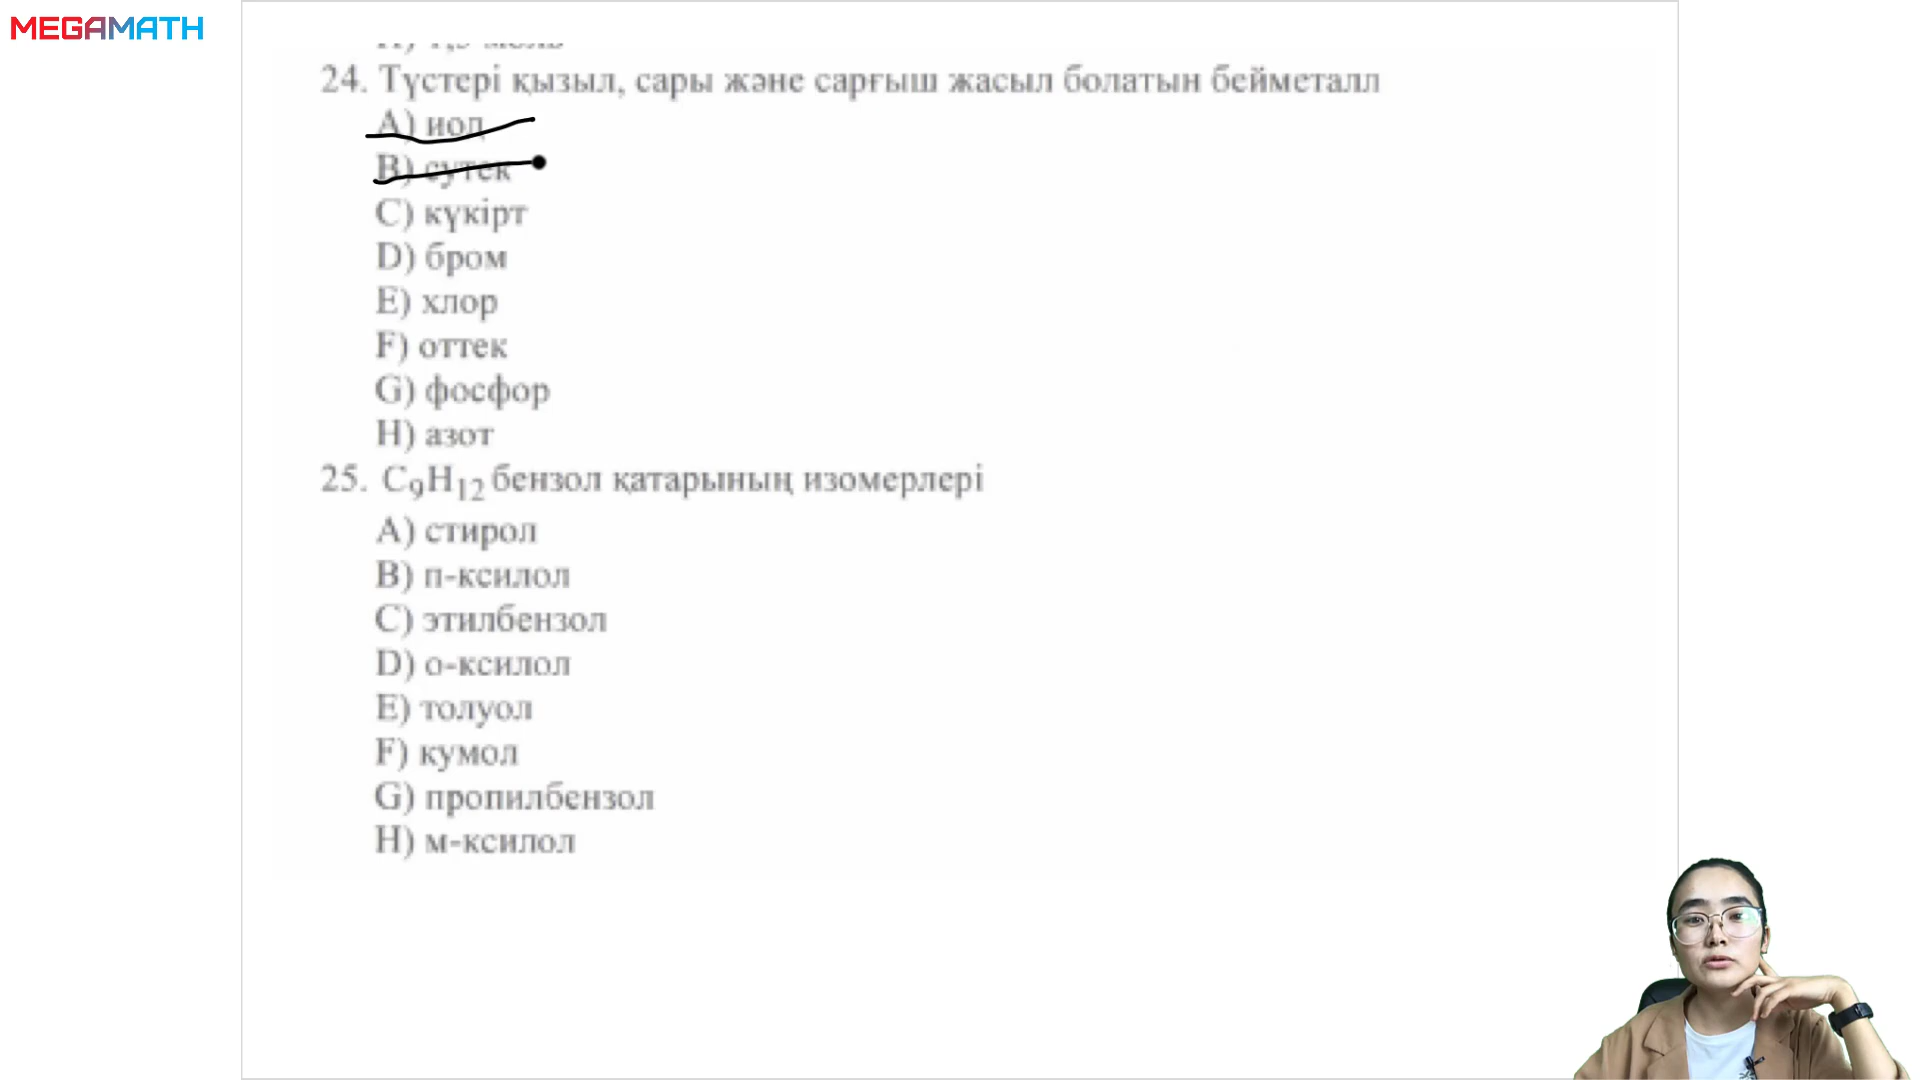 MEGAMATH
24. Түстері қызыл, сары және сарғыш жасыл болатын бейметалл
A) иод
B) сутек
C) күкірт
D) бром
E) хлор
F) оттек
G) фосфор
H) азот
25. C₉H₁₂ бензол қатарының изомерлері
A) стирол
B) п-ксилол
C) этилбензол
D) о-ксилол
E) толуол
F) кумол
G) пропилбензол
H) м-ксилол